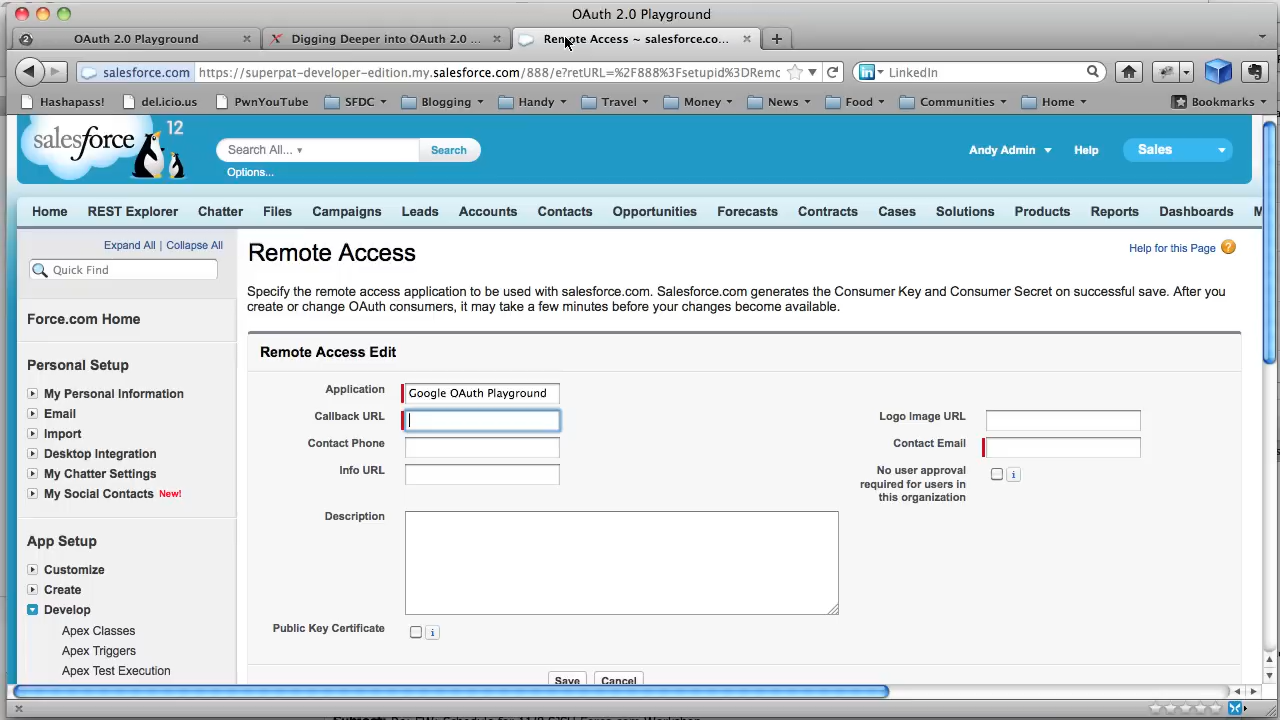 OAuth 2.0 Playground
OAuth 2.0 Playground
Digging Deeper into OAuth 2.0 ...
Remote Access ~ salesforce.co...
salesforce.com
https://superpat-developer-edition.my.salesforce.com/888/e?retURL=%2F888%3Fsetupid%3DRemo
LinkedIn
Hashapass! del.icio.us PwnYouTube SFDC Blogging Handy Travel Money News Food Communities Home Bookmarks
salesforce 12
Search All... Search
Options...
Andy Admin Help Sales
Home REST Explorer Chatter Files Campaigns Leads Accounts Contacts Opportunities Forecasts Contracts Cases Solutions Products Reports Dashboards M
Expand All | Collapse All
Quick Find
Force.com Home
Personal Setup
My Personal Information
Email
Import
Desktop Integration
My Chatter Settings
My Social Contacts New!
App Setup
Customize
Create
Develop
Apex Classes
Apex Triggers
Apex Test Execution
Remote Access
Help for this Page ?
Specify the remote access application to be used with salesforce.com. Salesforce.com generates the Consumer Key and Consumer Secret on successful save. After you
create or change OAuth consumers, it may take a few minutes before your changes become available.
Remote Access Edit
Application Google OAuth Playground
Callback URL
Logo Image URL
Contact Phone
Contact Email
Info URL
No user approval
required for users in
this organization
i
Description
Public Key Certificate i
Save Cancel